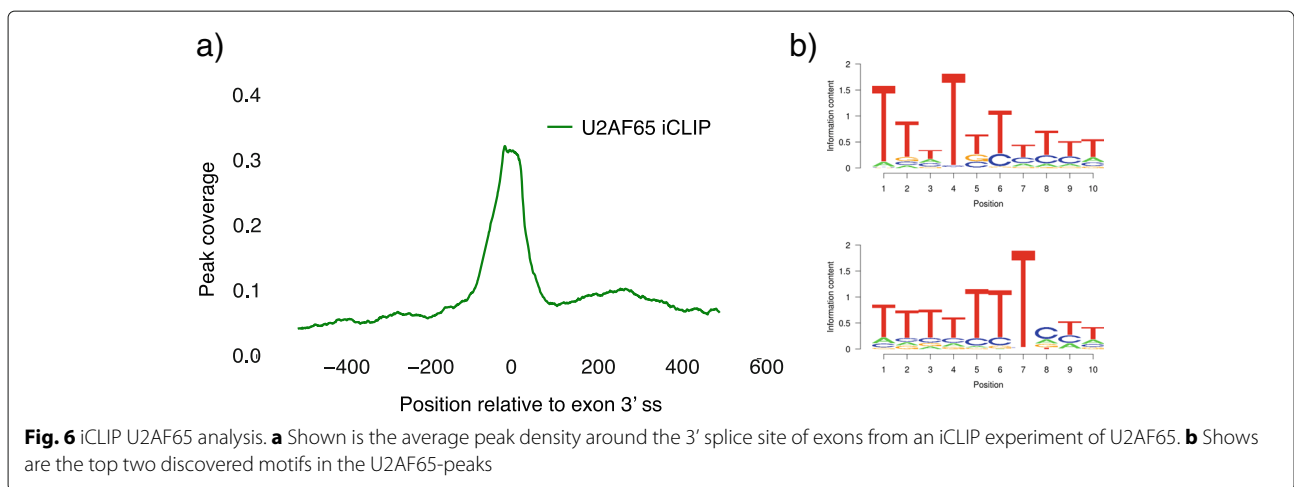 a)
0.4
0.3
0.2
0.1
0.0
Peak coverage
U2AF65 iCLIP
−400 −200 0 200 400 600
Position relative to exon 3' ss
b)
Information content
2
1.5
1
0.5
0
T T T T T T T T T T
1 2 3 4 5 6 7 8 9 10
Position
Information content
2
1.5
1
0.5
0
T T T T T T T C T T
1 2 3 4 5 6 7 8 9 10
Position
Fig. 6 iCLIP U2AF65 analysis. a Shown is the average peak density around the 3' splice site of exons from an iCLIP experiment of U2AF65. b Shows
are the top two discovered motifs in the U2AF65-peaks